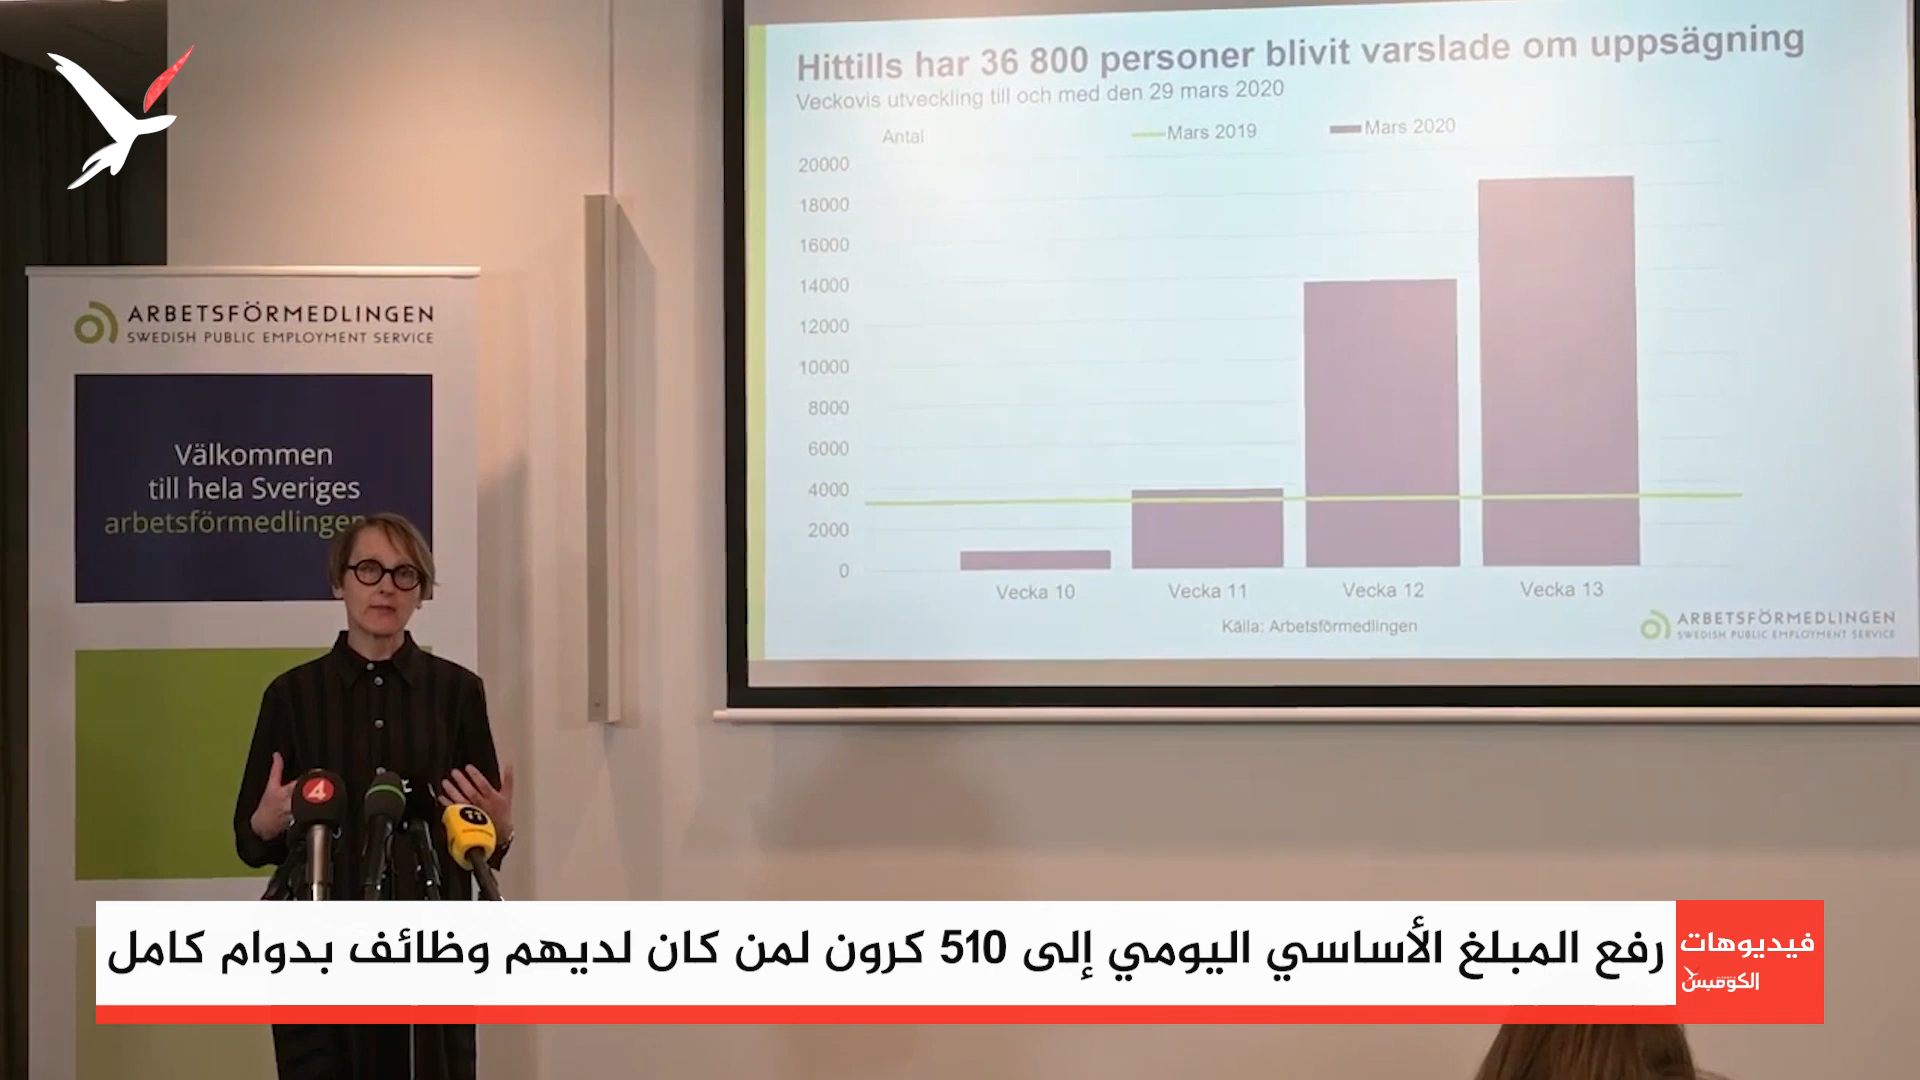 Hittills har 36 800 personer blivit varslade om uppsägning
Veckovis utveckling till och med den 29 mars 2020
Antal
Mars 2019
Mars 2020
20000
18000
16000
14000
12000
10000
8000
6000
4000
2000
0
Vecka 10
Vecka 11
Vecka 12
Vecka 13
Källa: Arbetsförmedlingen
ARBETSFÖRMEDLINGEN
SWEDISH PUBLIC EMPLOYMENT SERVICE
ARBETSFÖRMEDLINGEN
SWEDISH PUBLIC EMPLOYMENT SERVICE
Välkommen
till hela Sveriges
arbetsförmedlingen
4
فيديوهات
الكومبس
رفع المبلغ الأساسي اليومي إلى 510 كرون لمن كان لديهم وظائف بدوام كامل